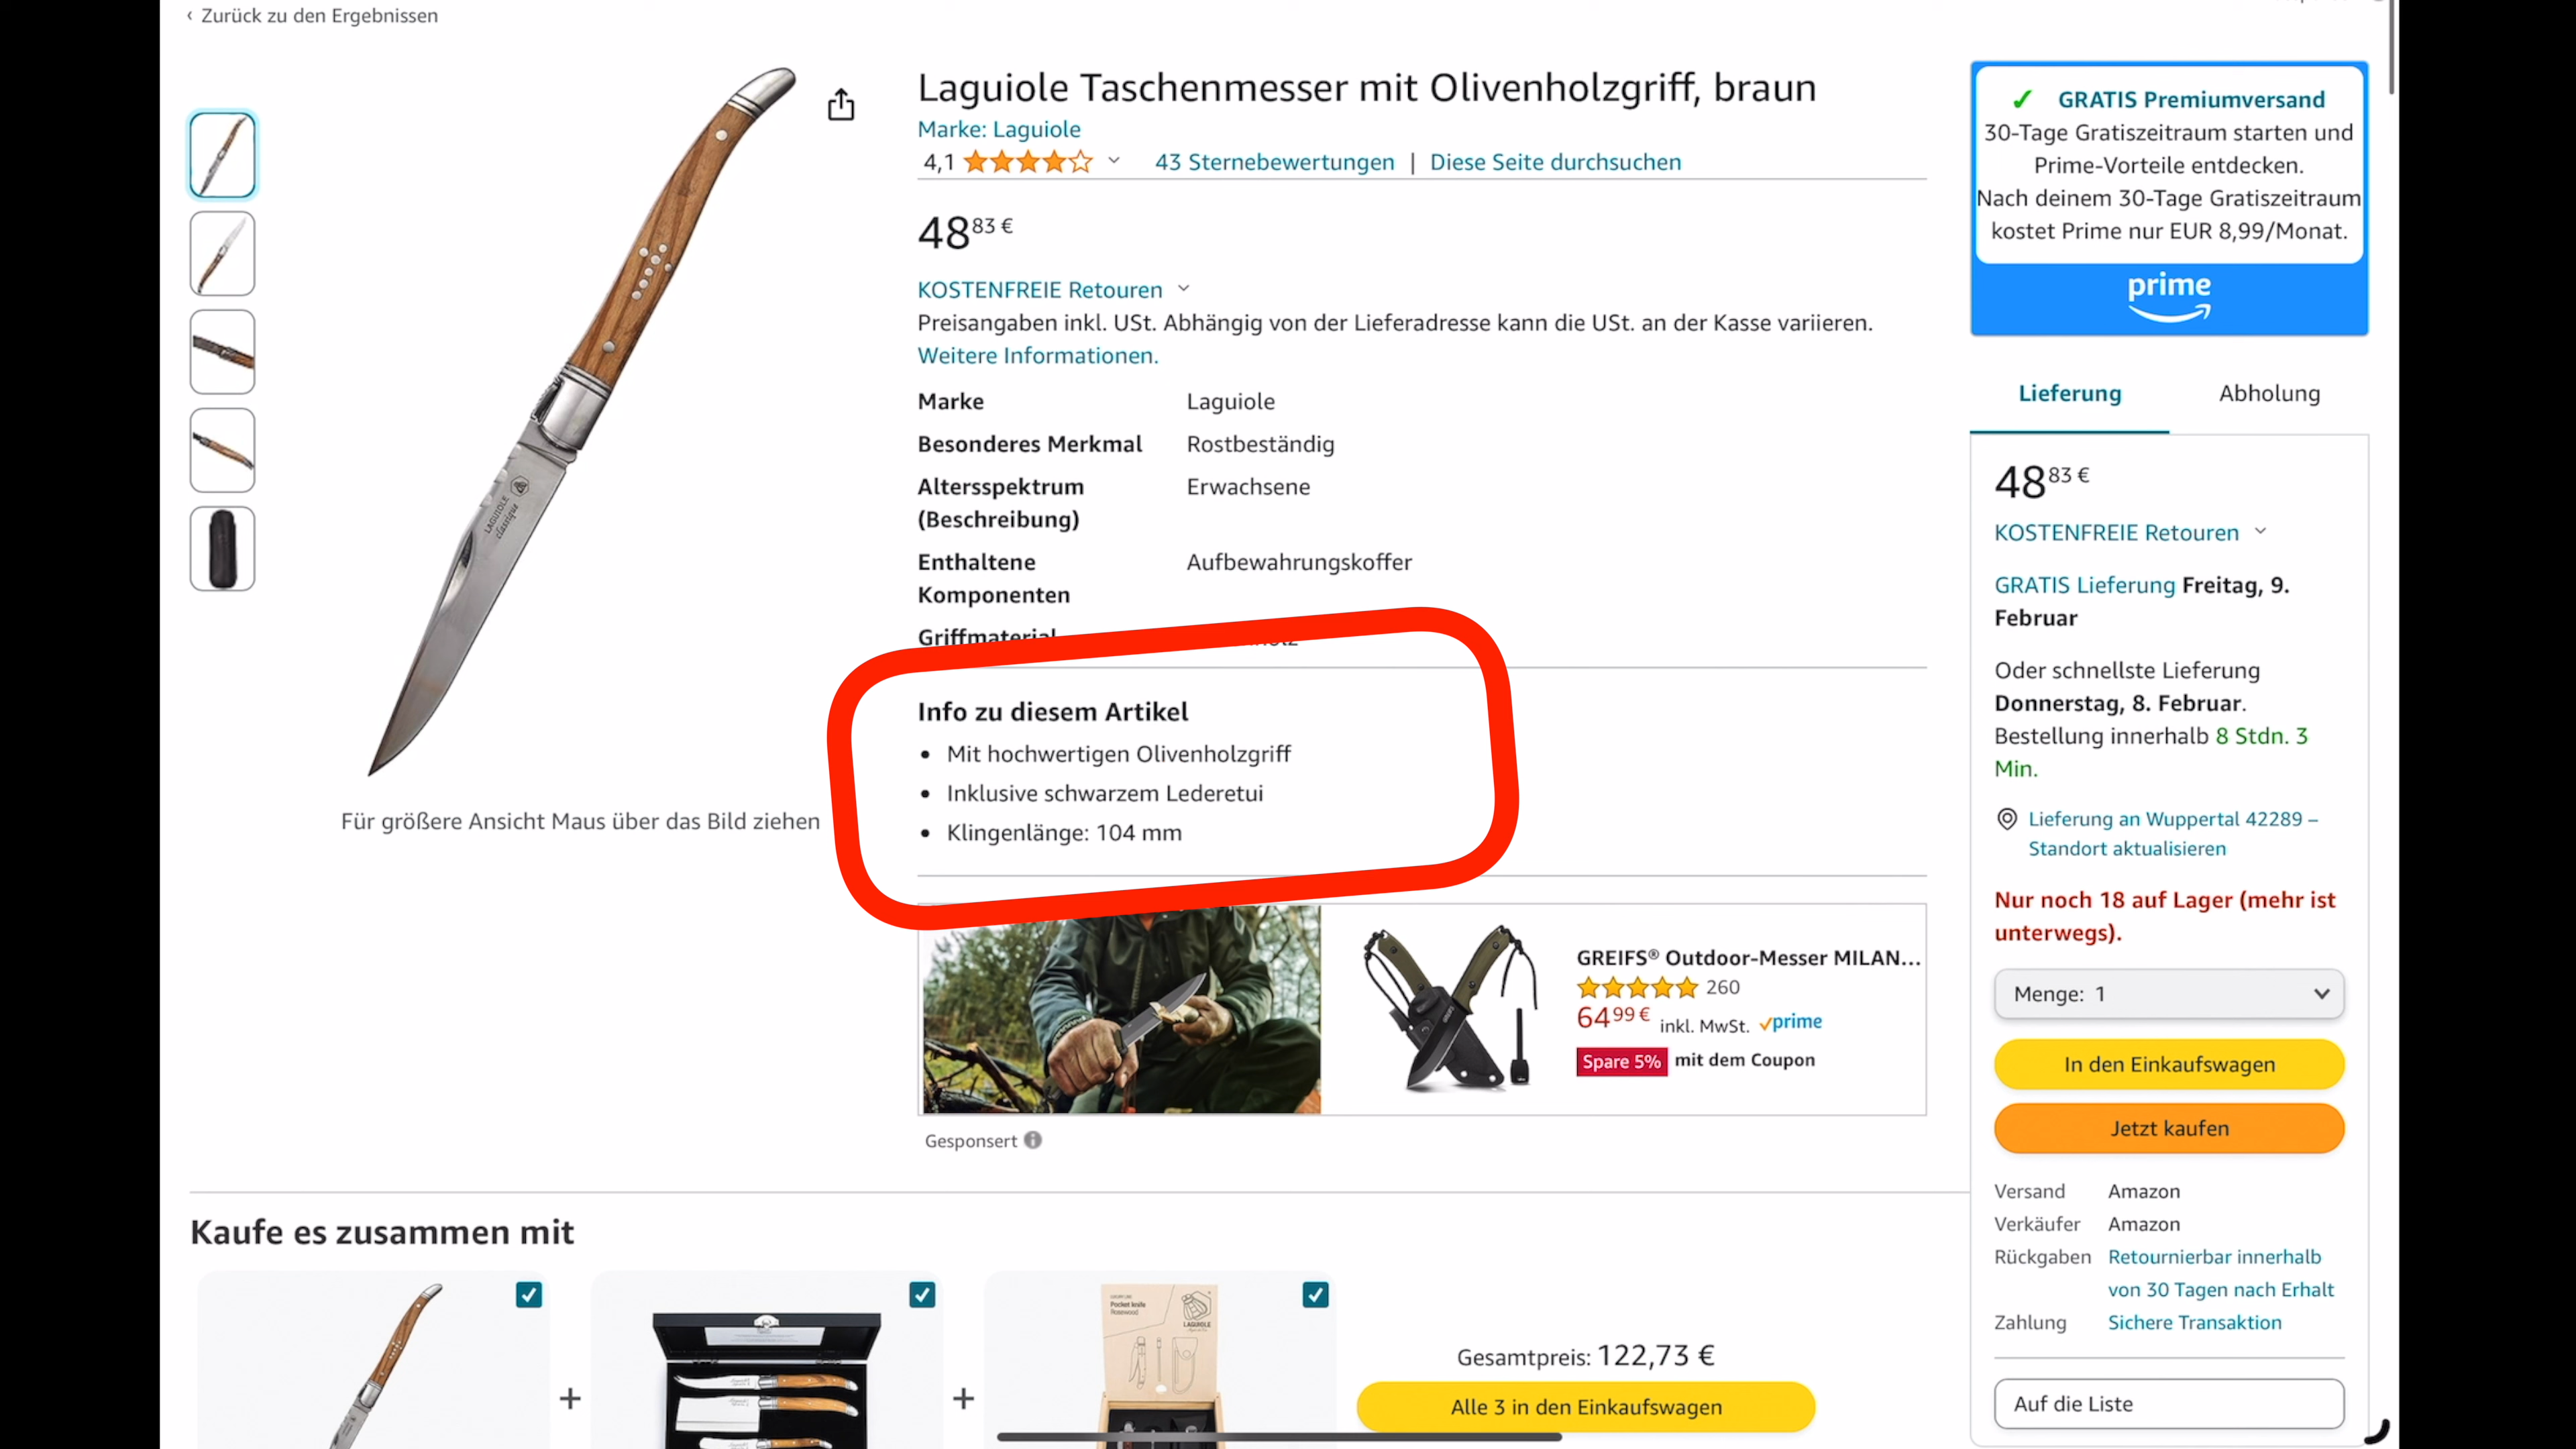 ‹ Zurück zu den Ergebnissen
Laguiole Taschenmesser mit Olivenholzgriff, braun
Marke: Laguiole
4,1
43 Sternebewertungen | Diese Seite durchsuchen
48 83 €
KOSTENFREIE Retouren
Preisangaben inkl. USt. Abhängig von der Lieferadresse kann die USt. an der Kasse variieren.
Weitere Informationen.
Marke Laguiole
Besonderes Merkmal Rostbeständig
Altersspektrum Erwachsene
(Beschreibung)
Enthaltene Aufbewahrungskoffer
Komponenten
Griffmaterial
Info zu diesem Artikel
• Mit hochwertigen Olivenholzgriff
• Inklusive schwarzem Lederetui
• Klingenlänge: 104 mm
LAGUIOLE
classique
Für größere Ansicht Maus über das Bild ziehen
GREIFS® Outdoor-Messer MILAN...
260
64 99 € inkl. MwSt. prime
Spare 5% mit dem Coupon
Gesponsert
✓ GRATIS Premiumversand
30-Tage Gratiszeitraum starten und
Prime-Vorteile entdecken.
Nach deinem 30-Tage Gratiszeitraum
kostet Prime nur EUR 8,99/Monat.
prime
Lieferung
Abholung
48 83 €
KOSTENFREIE Retouren
GRATIS Lieferung Freitag, 9.
Februar
Oder schnellste Lieferung
Donnerstag, 8. Februar.
Bestellung innerhalb 8 Stdn. 3
Min.
Lieferung an Wuppertal 42289 –
Standort aktualisieren
Nur noch 18 auf Lager (mehr ist
unterwegs).
Menge: 1
In den Einkaufswagen
Jetzt kaufen
Versand Amazon
Verkäufer Amazon
Rückgaben Retournierbar innerhalb
von 30 Tagen nach Erhalt
Zahlung Sichere Transaktion
Auf die Liste
Kaufe es zusammen mit
+
+
Pocket knife
Rosewood
LAGUIOLE
Gesamtpreis: 122,73 €
Alle 3 in den Einkaufswagen